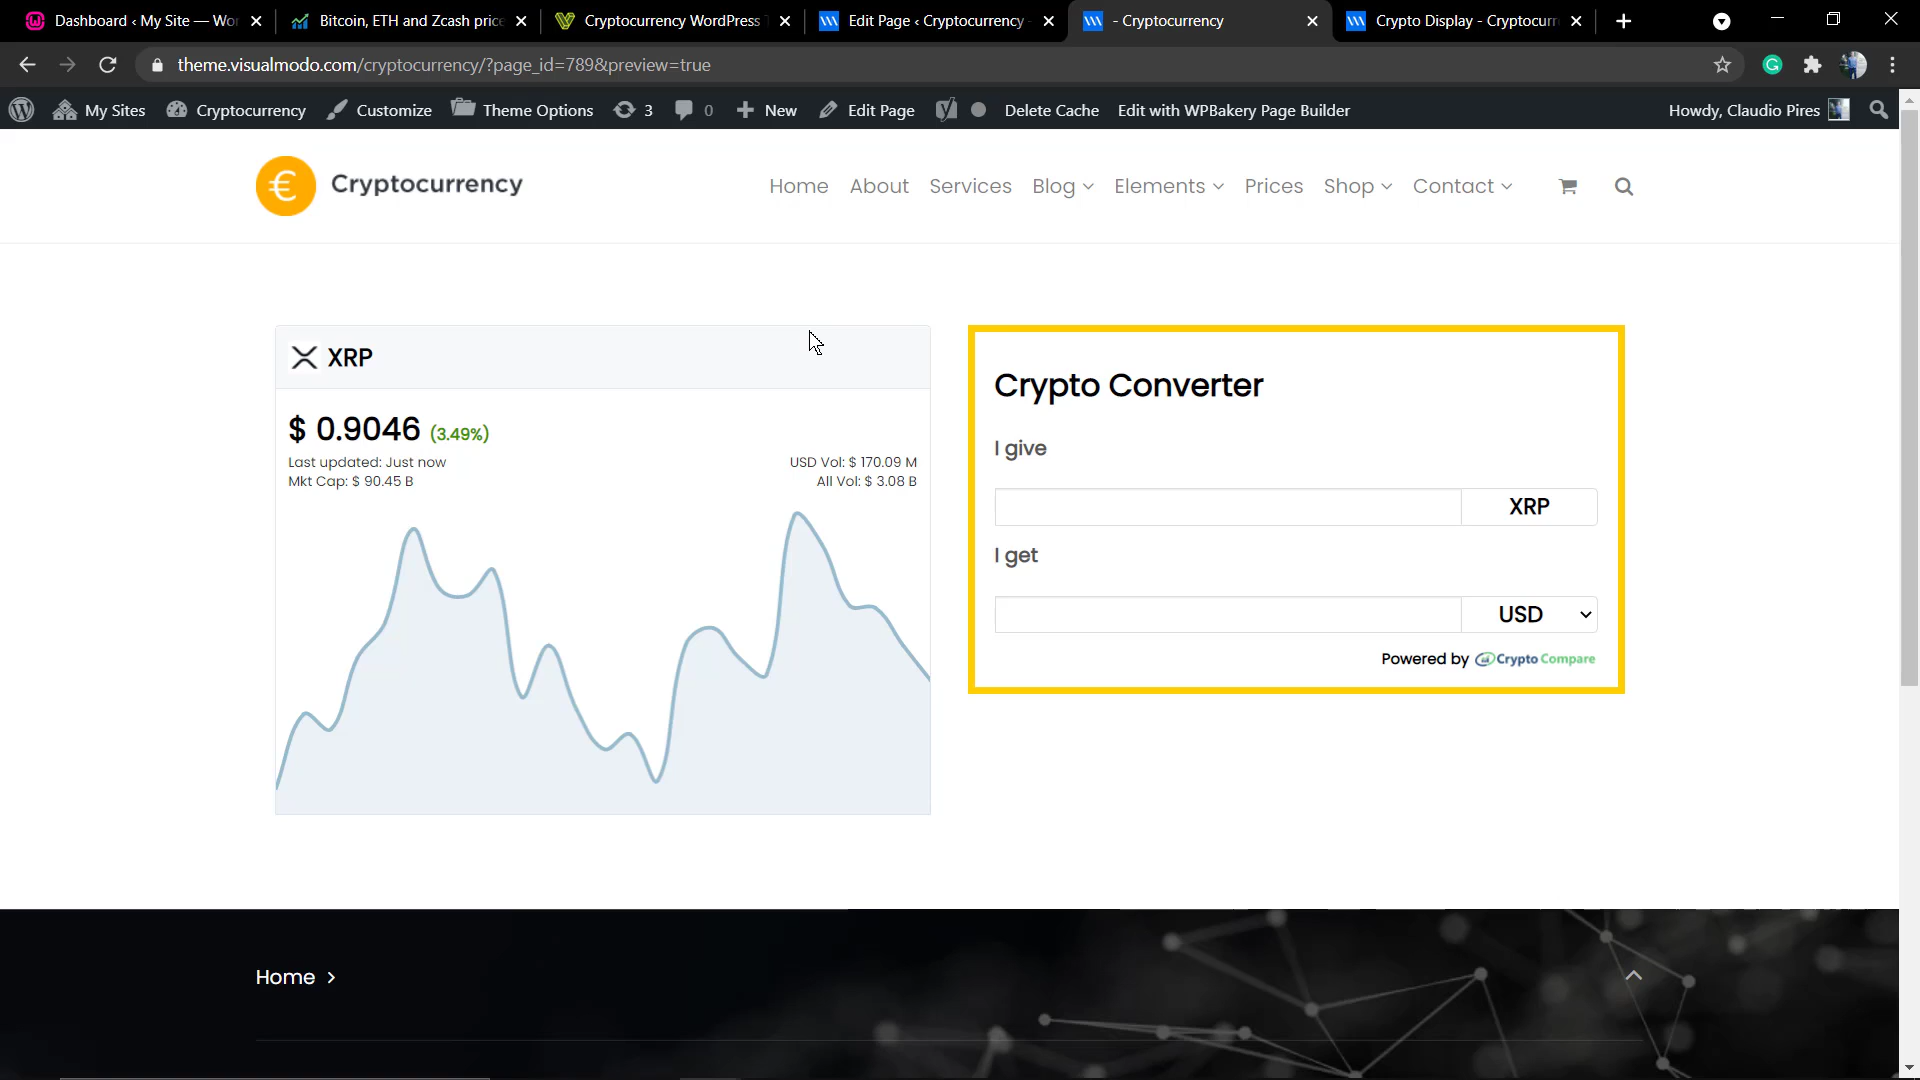 Dashboard ‹ My Site — Wor
Bitcoin, ETH and Zcash price
Cryptocurrency WordPress T
Edit Page ‹ Cryptocurrency -
- Cryptocurrency
Crypto Display - Cryptocurre
theme.visualmodo.com/cryptocurrency/?page_id=789&preview=true
My Sites
Cryptocurrency
Customize
Theme Options
3
0
New
Edit Page
Delete Cache
Edit with WPBakery Page Builder
Howdy, Claudio Pires
Cryptocurrency
Home
About
Services
Blog
Elements
Prices
Shop
Contact
XRP
$ 0.9046 (3.49%)
Last updated: Just now
USD Vol: $ 170.09 M
Mkt Cap: $ 90.45 B
All Vol: $ 3.08 B
Crypto Converter
I give
XRP
I get
USD
Powered by CryptoCompare
Home